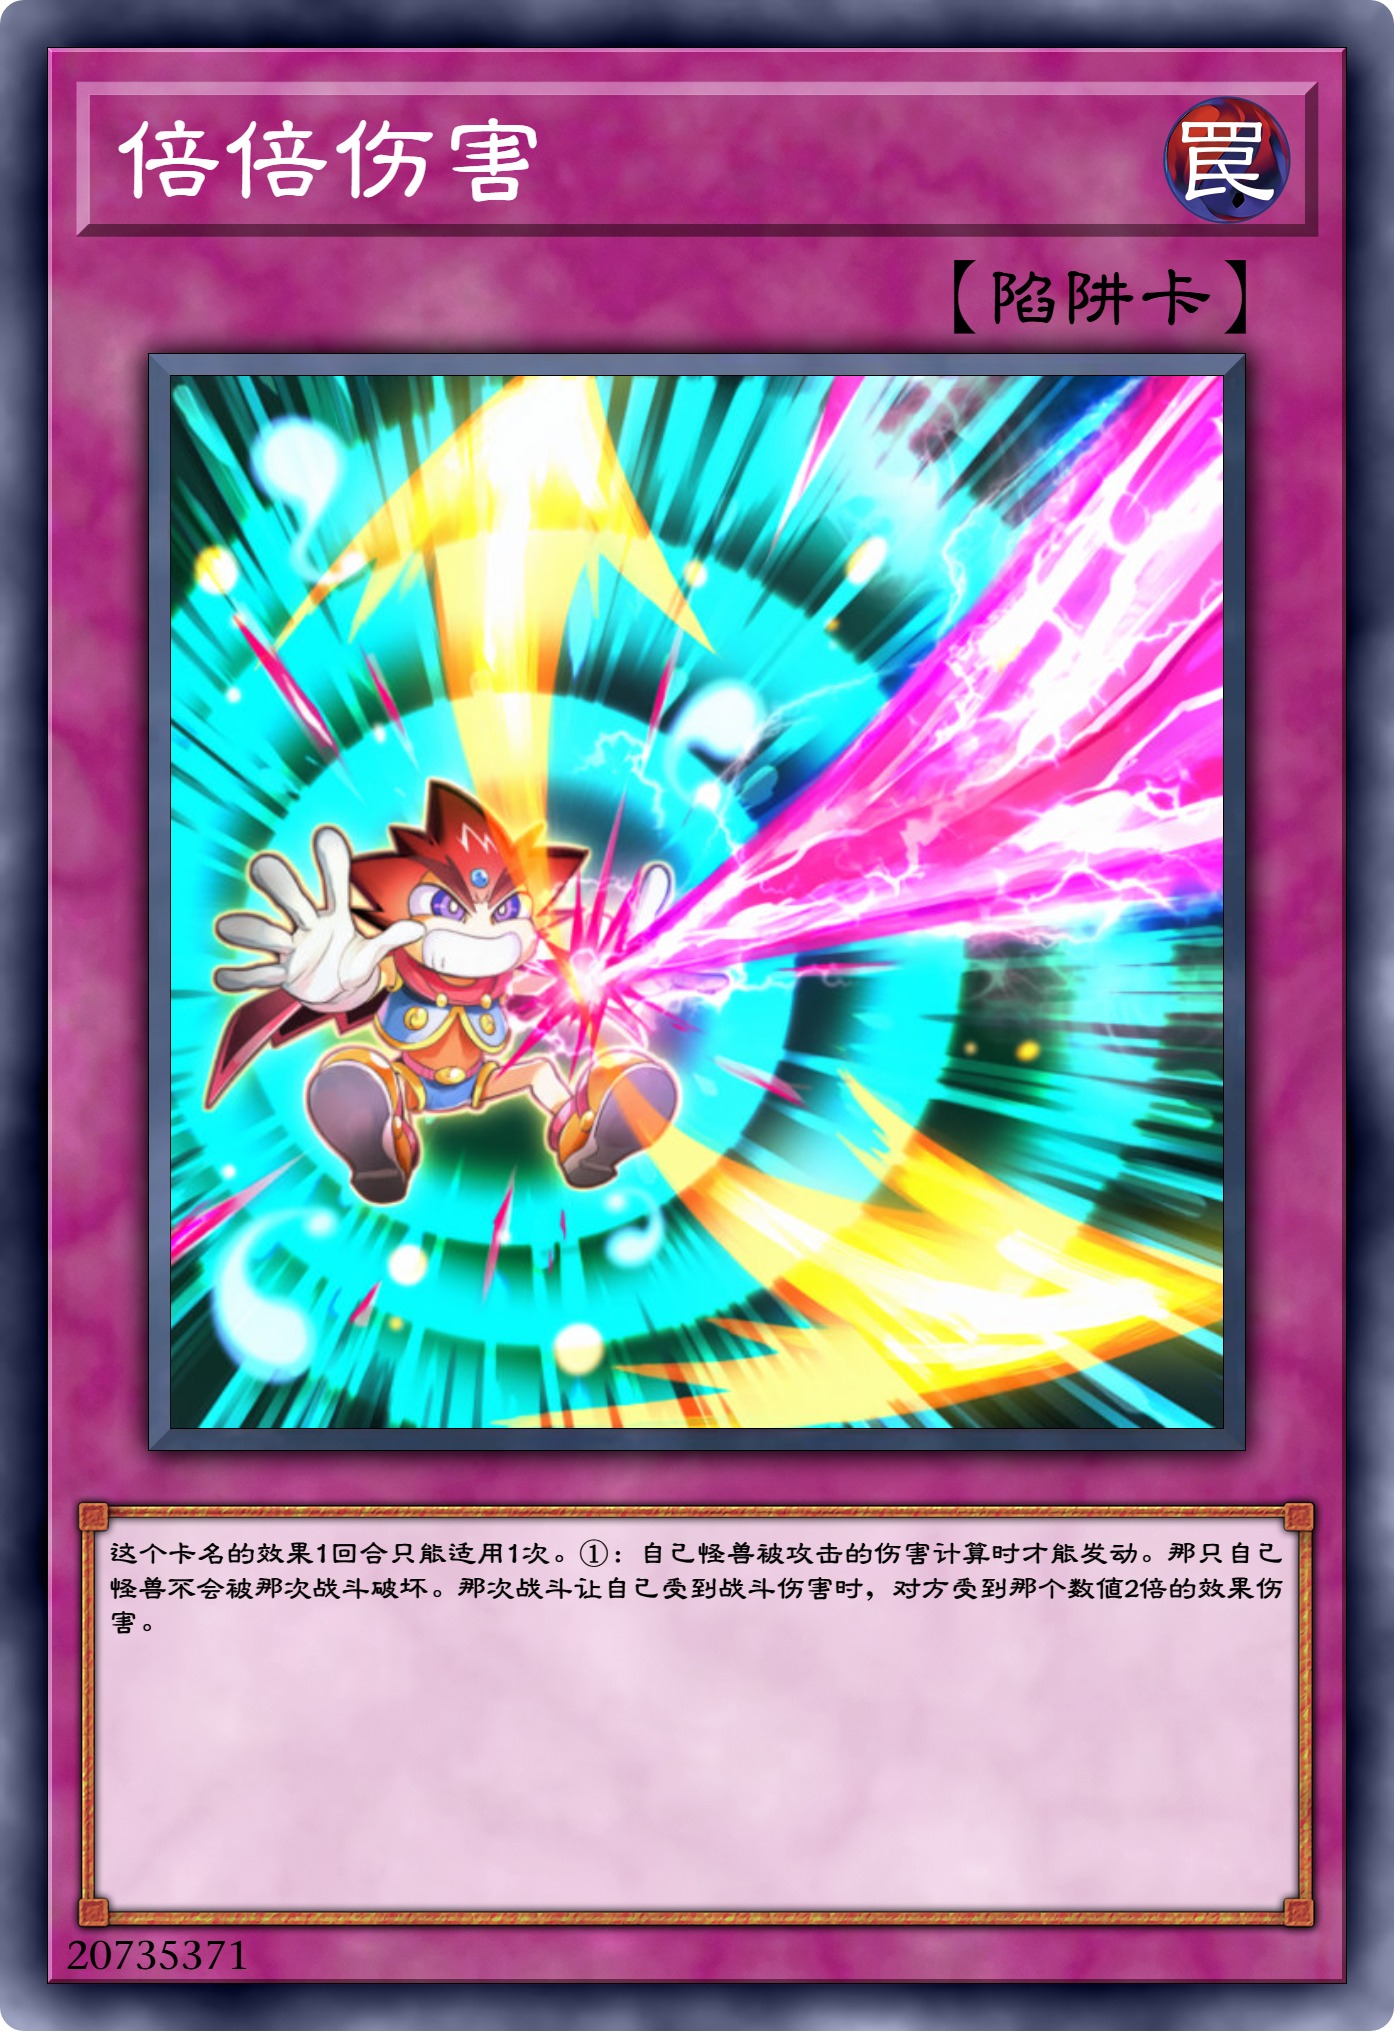 倍倍伤害
罠
【陷阱卡】
这个卡名的效果1回合只能适用1次。①：自己怪兽被攻击的伤害计算时才能发动。那只自己
怪兽不会被那次战斗破坏。那次战斗让自己受到战斗伤害时，对方受到那个数值2倍的效果伤
害。
20735371